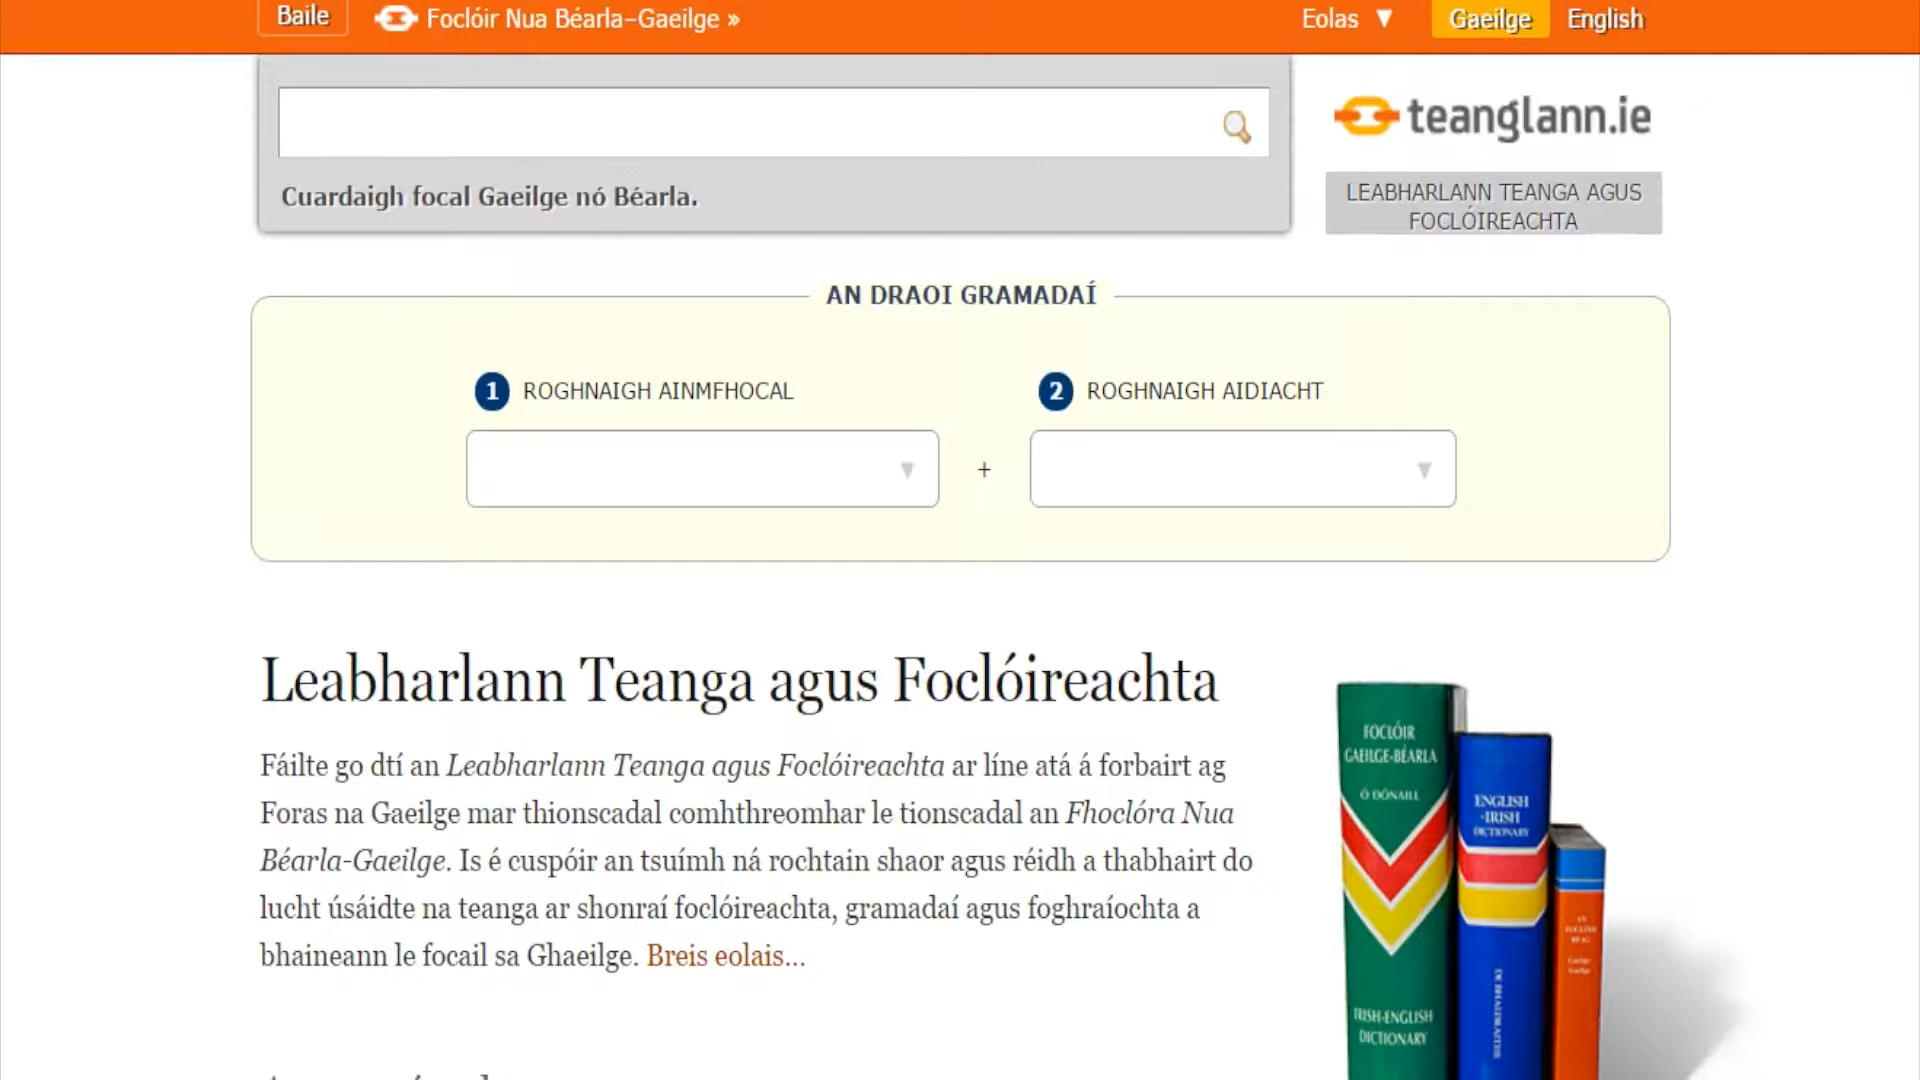 Baile
Foclóir Nua Béarla-Gaeilge »
Eolas ▼
Gaeilge
English
Cuardaigh focal Gaeilge nó Béarla.
teanglann.ie
LEABHARLANN TEANGA AGUS
FOCLÓIREACHTA
AN DRAOI GRAMADAÍ
1 ROGHNAIGH AINMFHOCAL
2 ROGHNAIGH AIDIACHT
+
Leabharlann Teanga agus Foclóireachta
Fáilte go dtí an Leabharlann Teanga agus Foclóireachta ar líne atá á forbairt ag
Foras na Gaeilge mar thionscadal comhthreomhar le tionscadal an Fhoclóra Nua
Béarla-Gaeilge. Is é cuspóir an tsuímh ná rochtain shaor agus réidh a thabhairt do
lucht úsáidte na teanga ar shonraí foclóireachta, gramadaí agus foghraíochta a
bhaineann le focail sa Ghaeilge. Breis eolais...
FOCLÓIR
GAEILGE-BÉARLA
Ó DÓNAILL
IRISH-ENGLISH
DICTIONARY
ENGLISH
-IRISH
DICTIONARY